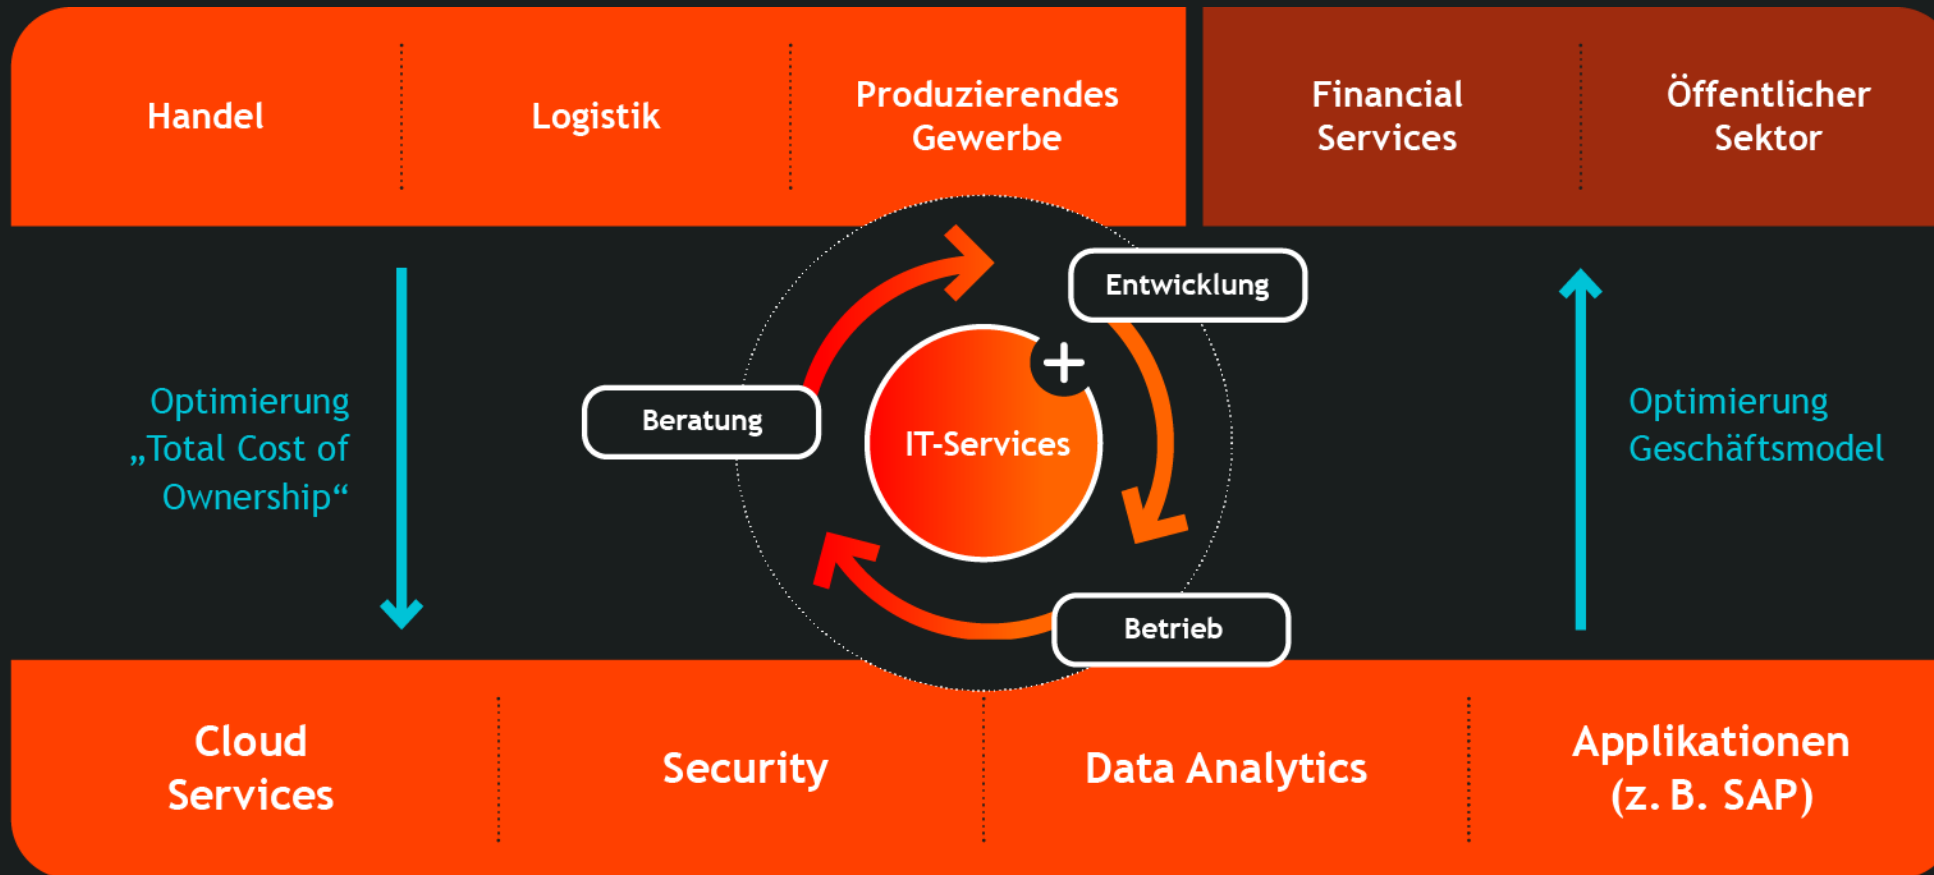 Handel
Logistik
Produzierendes
Gewerbe
Financial
Services
Öffentlicher
Sektor
Optimierung
„Total Cost of
Ownership“
Beratung
Entwicklung
IT-Services
Betrieb
Optimierung
Geschäftsmodel
Cloud
Services
Security
Data Analytics
Applikationen
(z. B. SAP)